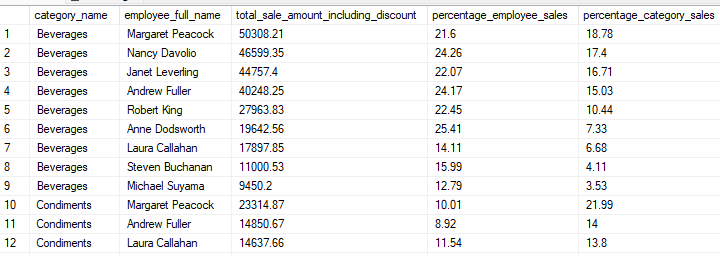 category_name employee_full_name total_sale_amount_including_discount percentage_employee_sales percentage_category_sales
1 Beverages Margaret Peacock 50308.21 21.6 18.78
2 Beverages Nancy Davolio 46599.35 24.26 17.4
3 Beverages Janet Leverling 44757.4 22.07 16.71
4 Beverages Andrew Fuller 40248.25 24.17 15.03
5 Beverages Robert King 27963.83 22.45 10.44
6 Beverages Anne Dodsworth 19642.56 25.41 7.33
7 Beverages Laura Callahan 17897.85 14.11 6.68
8 Beverages Steven Buchanan 11000.53 15.99 4.11
9 Beverages Michael Suyama 9450.2 12.79 3.53
10 Condiments Margaret Peacock 23314.87 10.01 21.99
11 Condiments Andrew Fuller 14850.67 8.92 14
12 Condiments Laura Callahan 14637.66 11.54 13.8